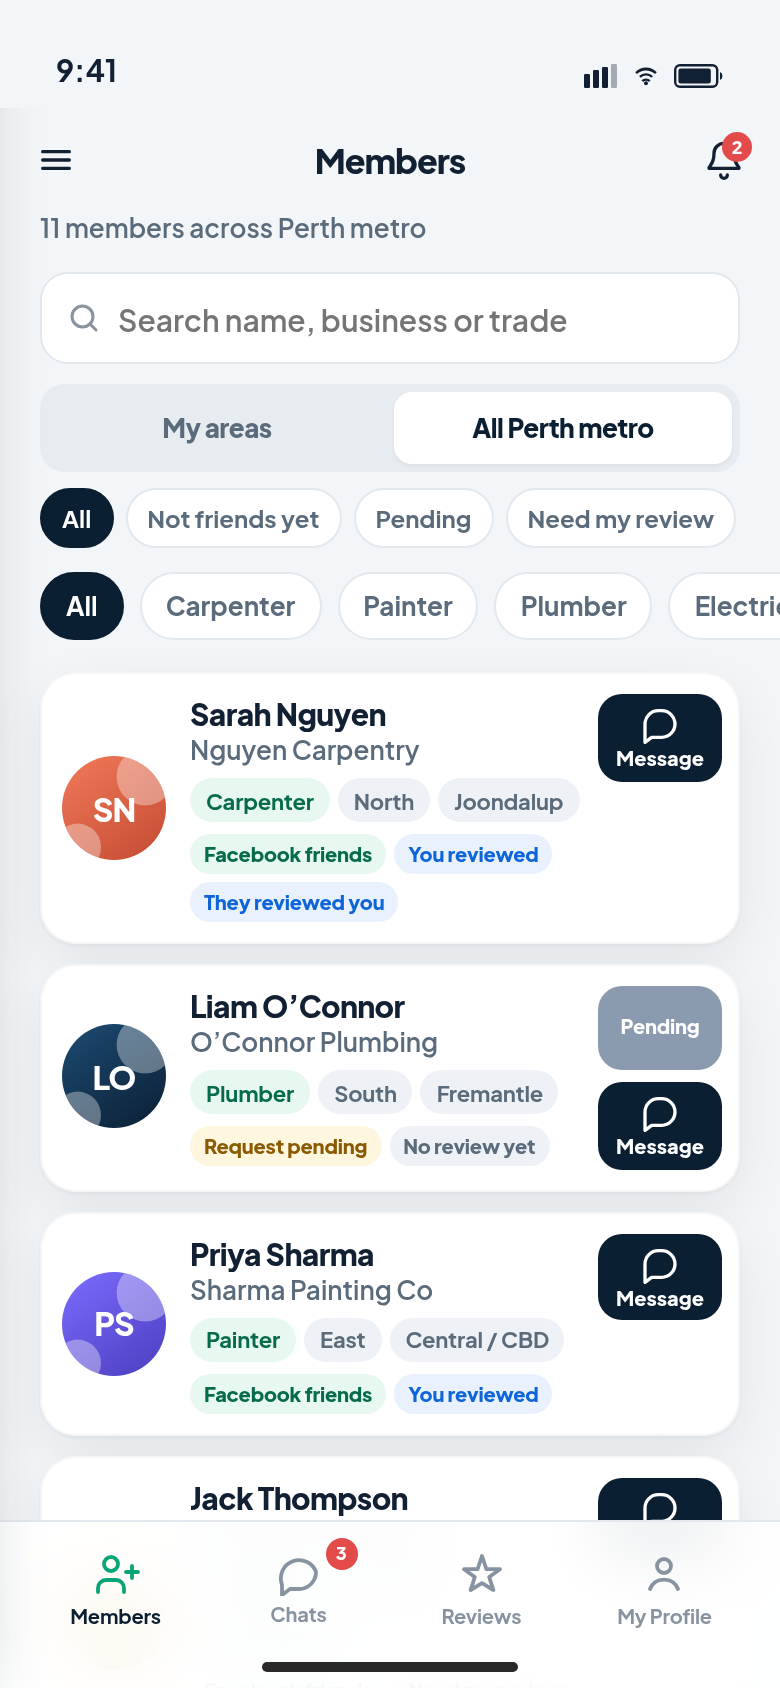 9:41
Members
2
11 members across Perth metro
Search name, business or trade
My areas
All Perth metro
All
Not friends yet
Pending
Need my review
All
Carpenter
Painter
Plumber
Electric
SN
Sarah Nguyen
Nguyen Carpentry
Carpenter
North
Joondalup
Facebook friends
You reviewed
They reviewed you
Message
LO
Liam O’Connor
O’Connor Plumbing
Plumber
South
Fremantle
Request pending
No review yet
Pending
Message
PS
Priya Sharma
Sharma Painting Co
Painter
East
Central / CBD
Facebook friends
You reviewed
Message
Jack Thompson
Members
3
Chats
Reviews
My Profile